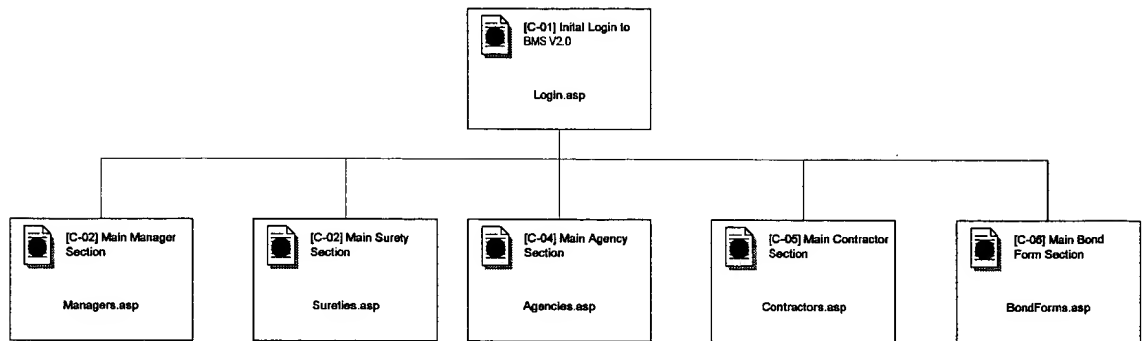 [C-01] Inital Login to
BMS V2.0
Login.asp
[C-02] Main Manager
Section
Managers.asp
[C-02] Main Surety
Section
Sureties.asp
[C-04] Main Agency
Section
Agencies.asp
[C-05] Main Contractor
Section
Contractors.asp
[C-06] Main Bond
Form Section
BondForms.asp